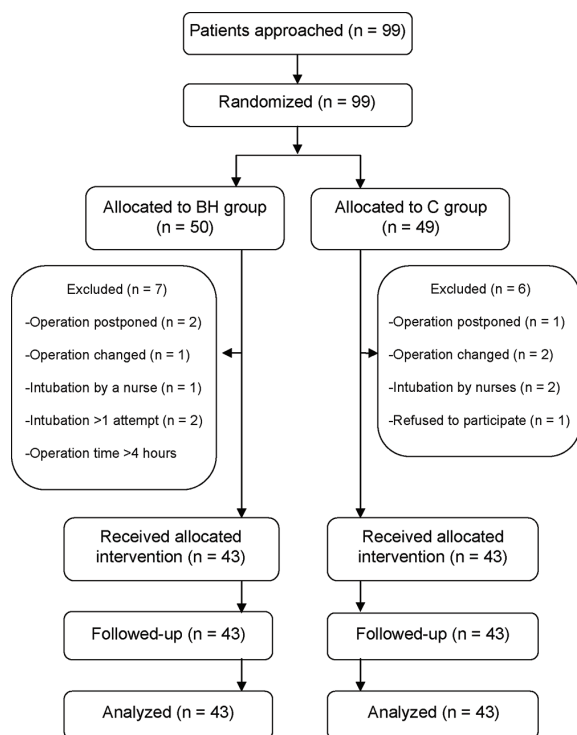 Patients approached (n = 99)
Randomized (n = 99)
Allocated to BH group
(n = 50)
Allocated to C group
(n = 49)
Excluded (n = 7)
-Operation postponed (n = 2)
-Operation changed (n = 1)
-Intubation by a nurse (n = 1)
-Intubation >1 attempt (n = 2)
-Operation time >4 hours
Excluded (n = 6)
-Operation postponed (n = 1)
-Operation changed (n = 2)
-Intubation by nurses (n = 2)
-Refused to participate (n = 1)
Received allocated
intervention (n = 43)
Received allocated
intervention (n = 43)
Followed-up (n = 43)
Followed-up (n = 43)
Analyzed (n = 43)
Analyzed (n = 43)